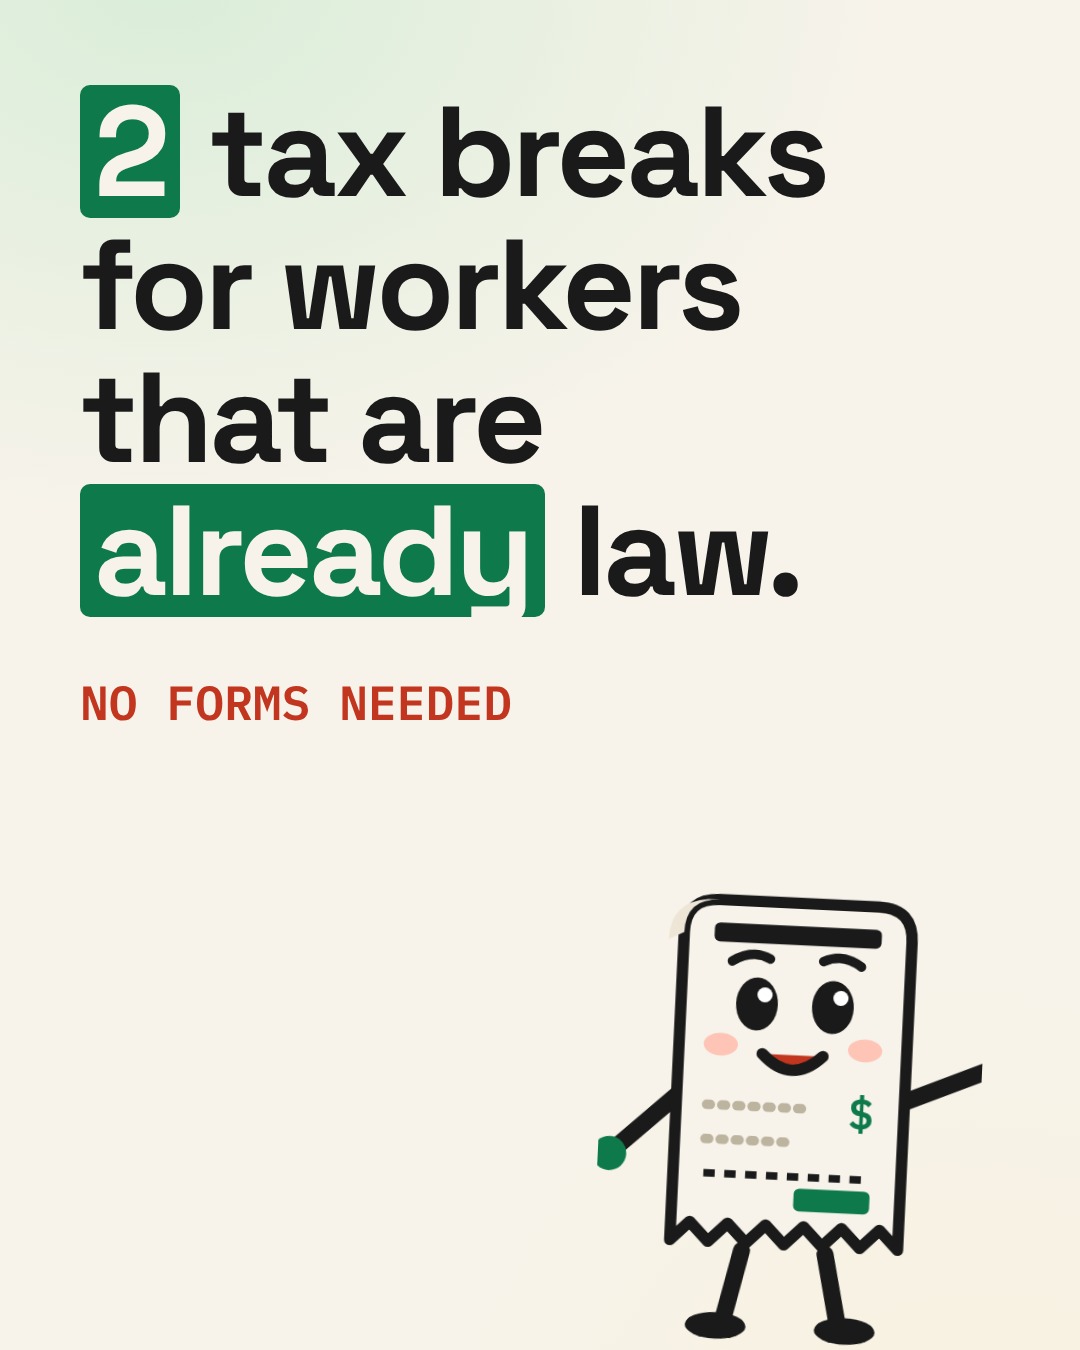 2 tax breaks
for workers
that are
already law.
NO FORMS NEEDED
$